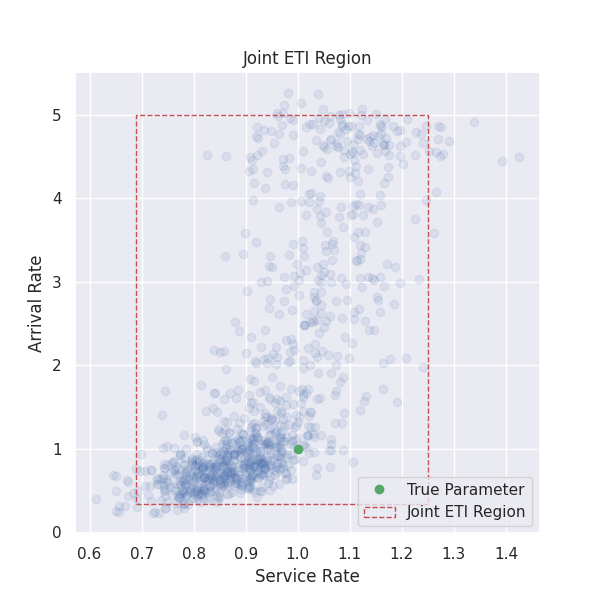 Joint ETI Region
5
4
3
2
1
0
Arrival Rate
True Parameter
Joint ETI Region
0.6 0.7 0.8 0.9 1.0 1.1 1.2 1.3 1.4
Service Rate